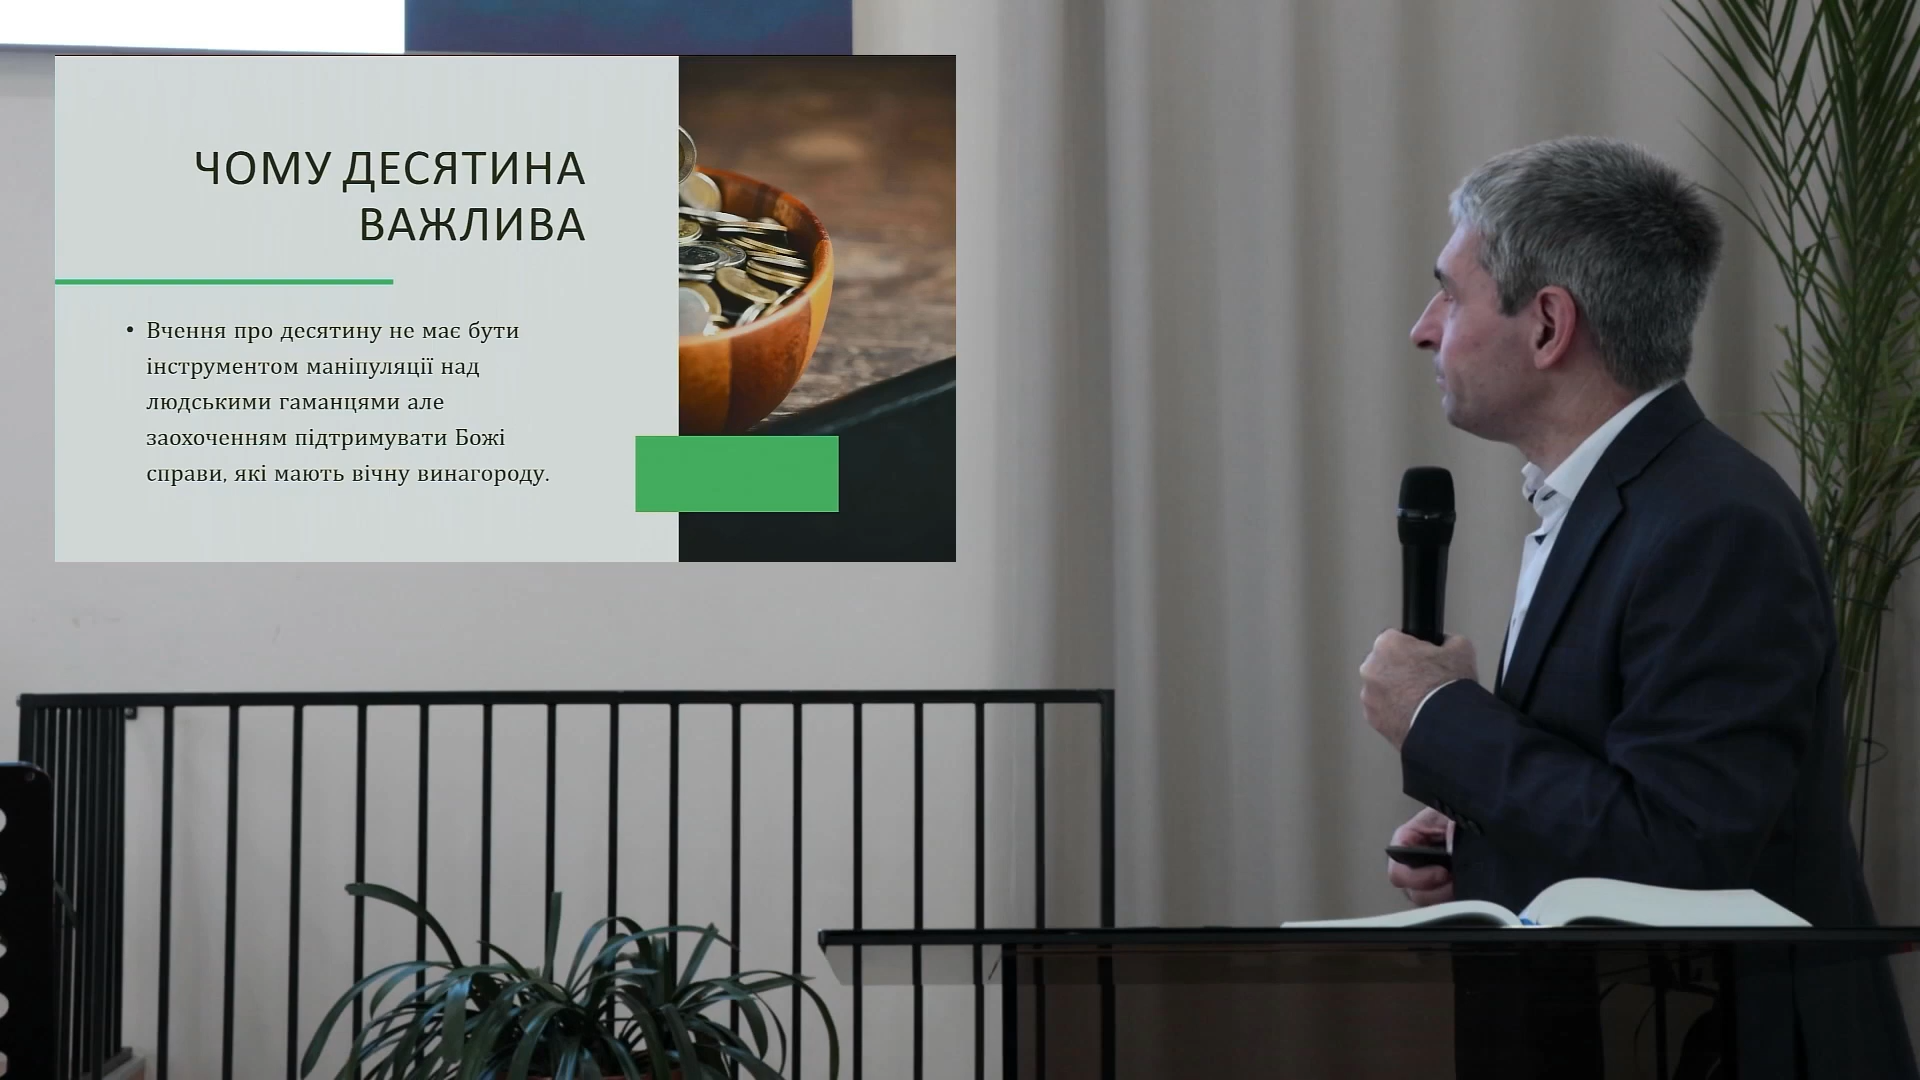 ЧОМУ ДЕСЯТИНА
ВАЖЛИВА
• Вчення про десятину не має бути
інструментом маніпуляції над
людськими гаманцями але
заохоченням підтримувати Божі
справи, які мають вічну винагороду.